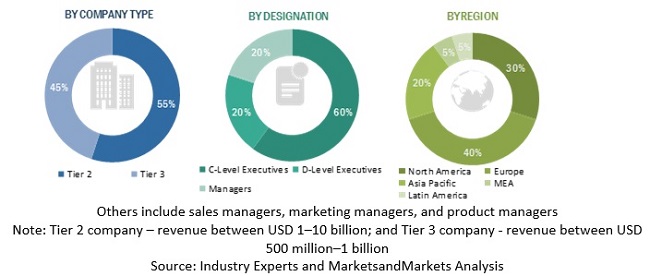 BY COMPANY TYPE
BY DESIGNATION
BY REGION
45%
55%
20%
20%
60%
5%
5%
30%
20%
40%
Tier 2
Tier 3
C-Level Executives
D-Level Executives
Managers
North America
Europe
Asia Pacific
MEA
Latin America
Others include sales managers, marketing managers, and product managers
Note: Tier 2 company – revenue between USD 1–10 billion; and Tier 3 company - revenue between USD
500 million–1 billion
Source: Industry Experts and MarketsandMarkets Analysis